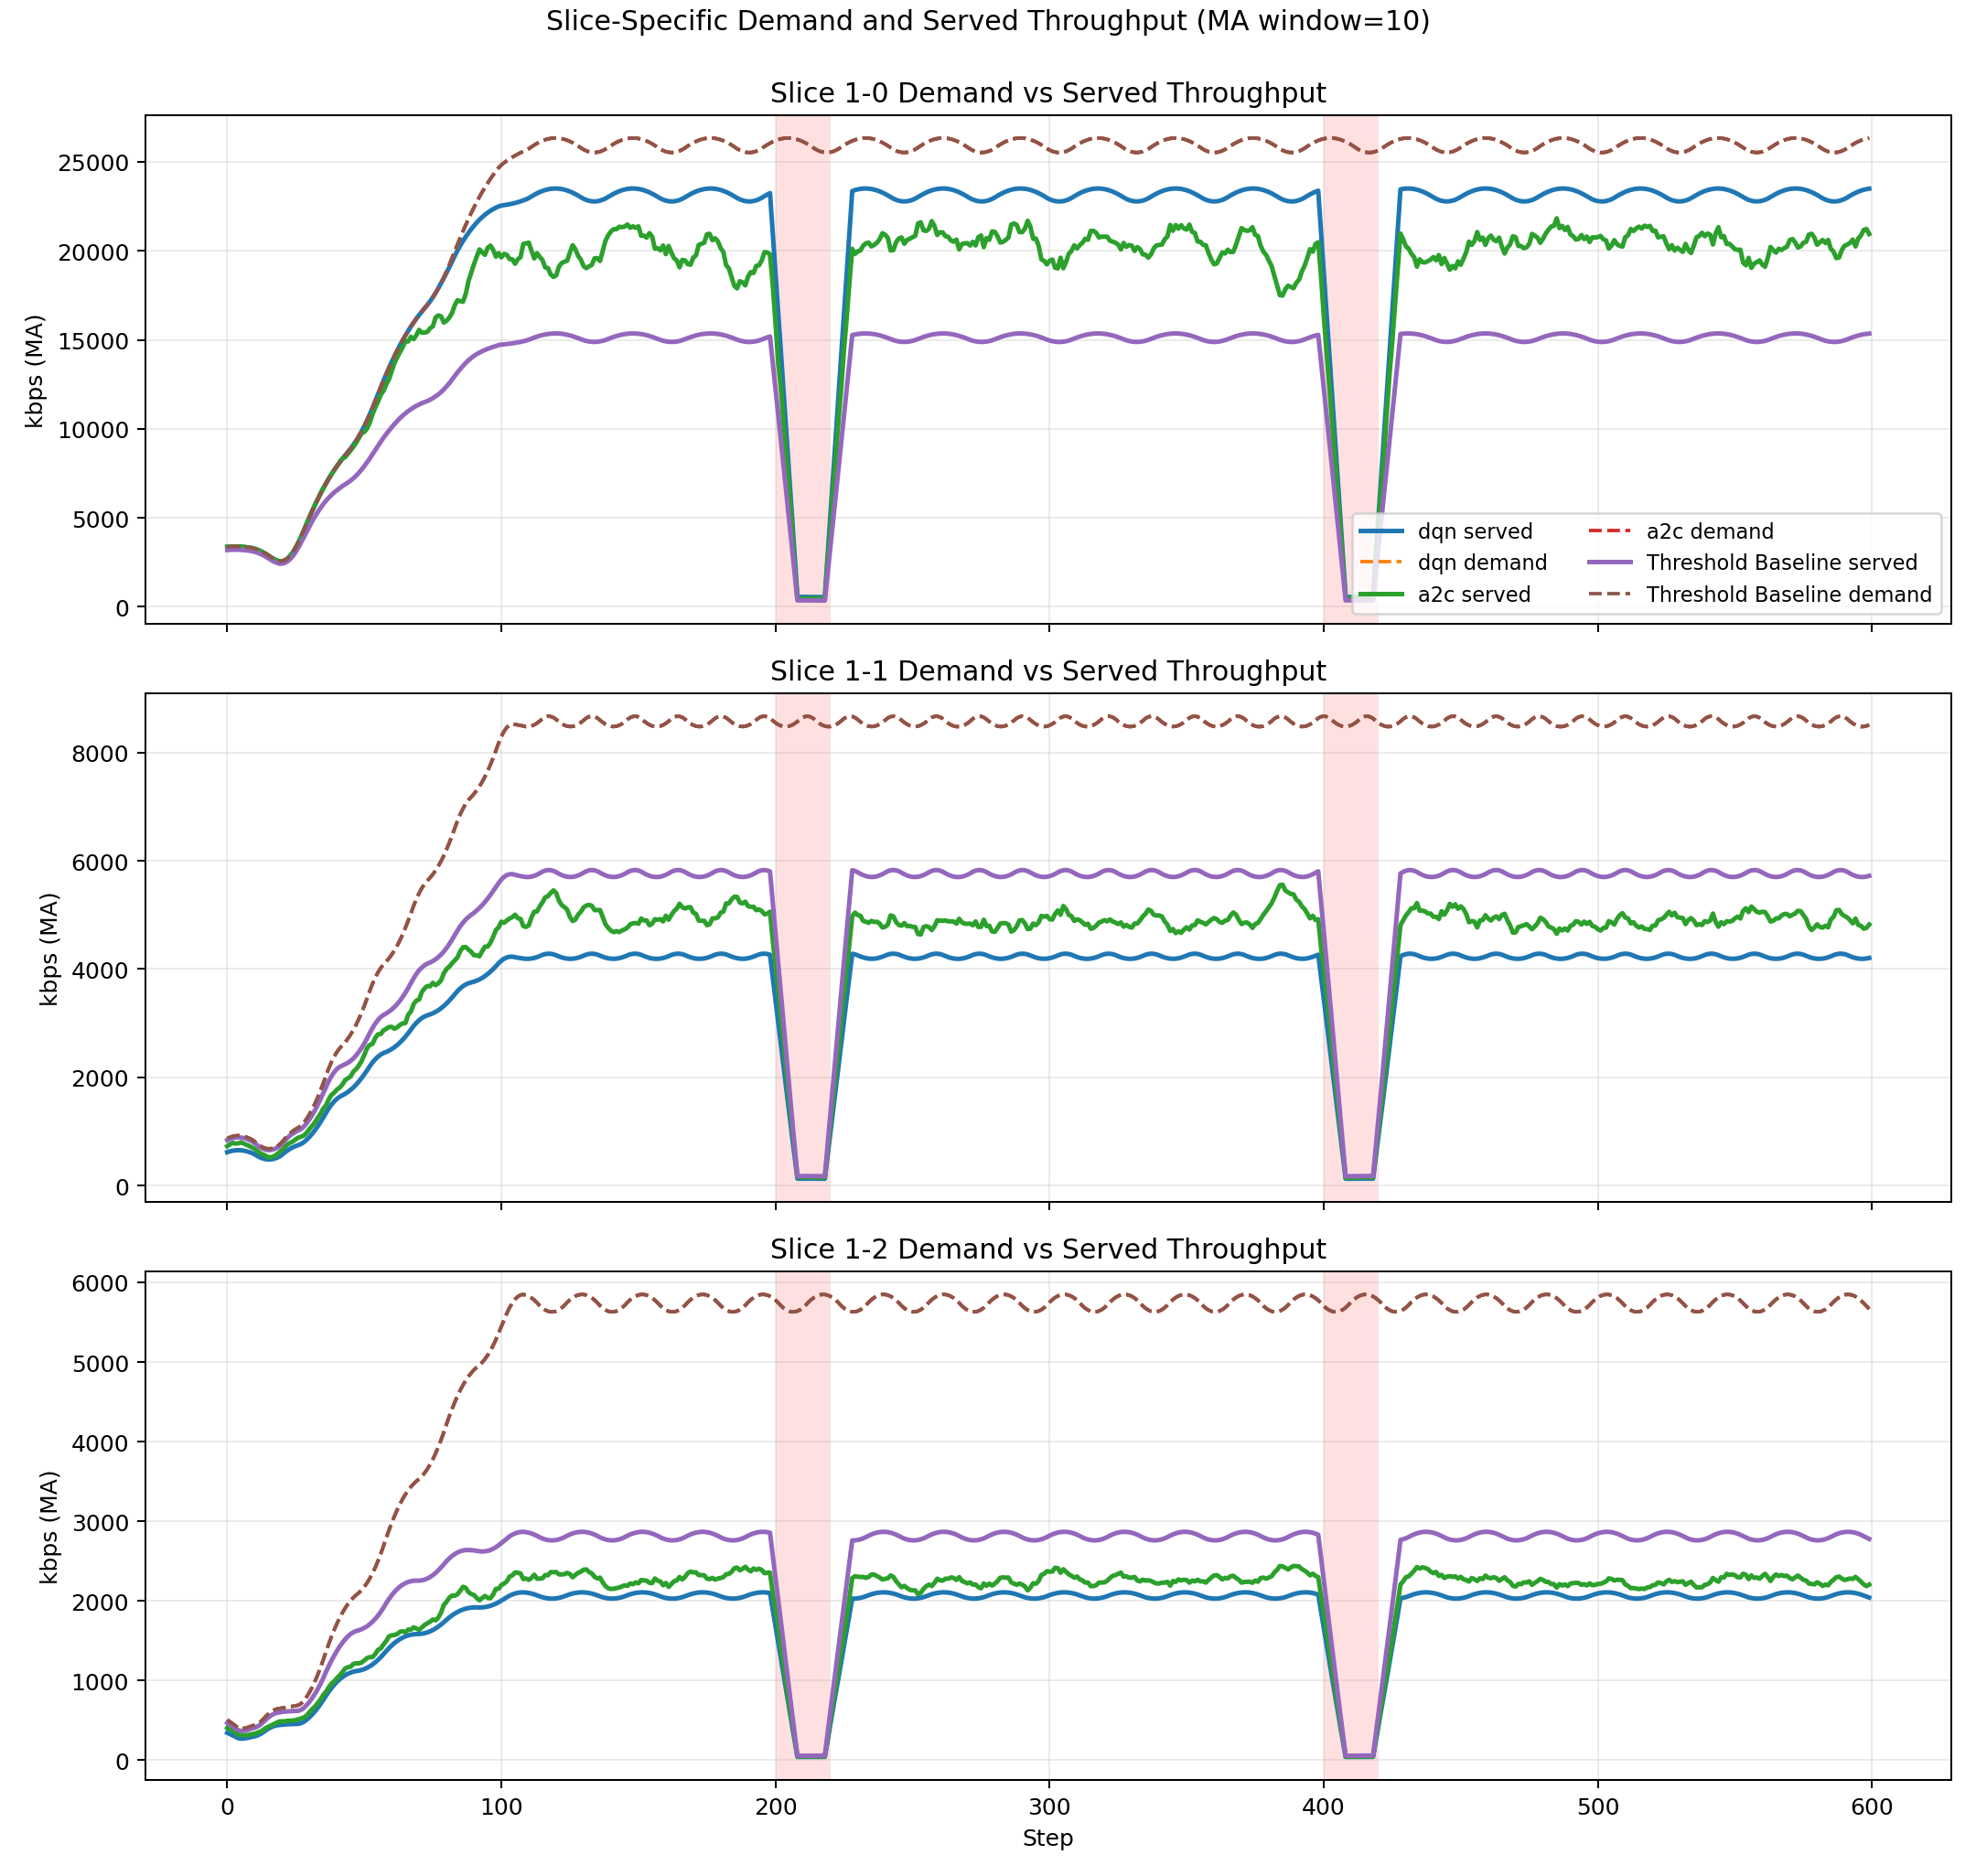 Slice-Specific Demand and Served Throughput (MA window=10)
Slice 1-0 Demand vs Served Throughput
kbps (MA)
25000
20000
15000
10000
5000
0
dqn served
dqn demand
a2c served
a2c demand
Threshold Baseline served
Threshold Baseline demand
Slice 1-1 Demand vs Served Throughput
kbps (MA)
8000
6000
4000
2000
0
Slice 1-2 Demand vs Served Throughput
kbps (MA)
6000
5000
4000
3000
2000
1000
0
0 100 200 300 400 500 600
Step